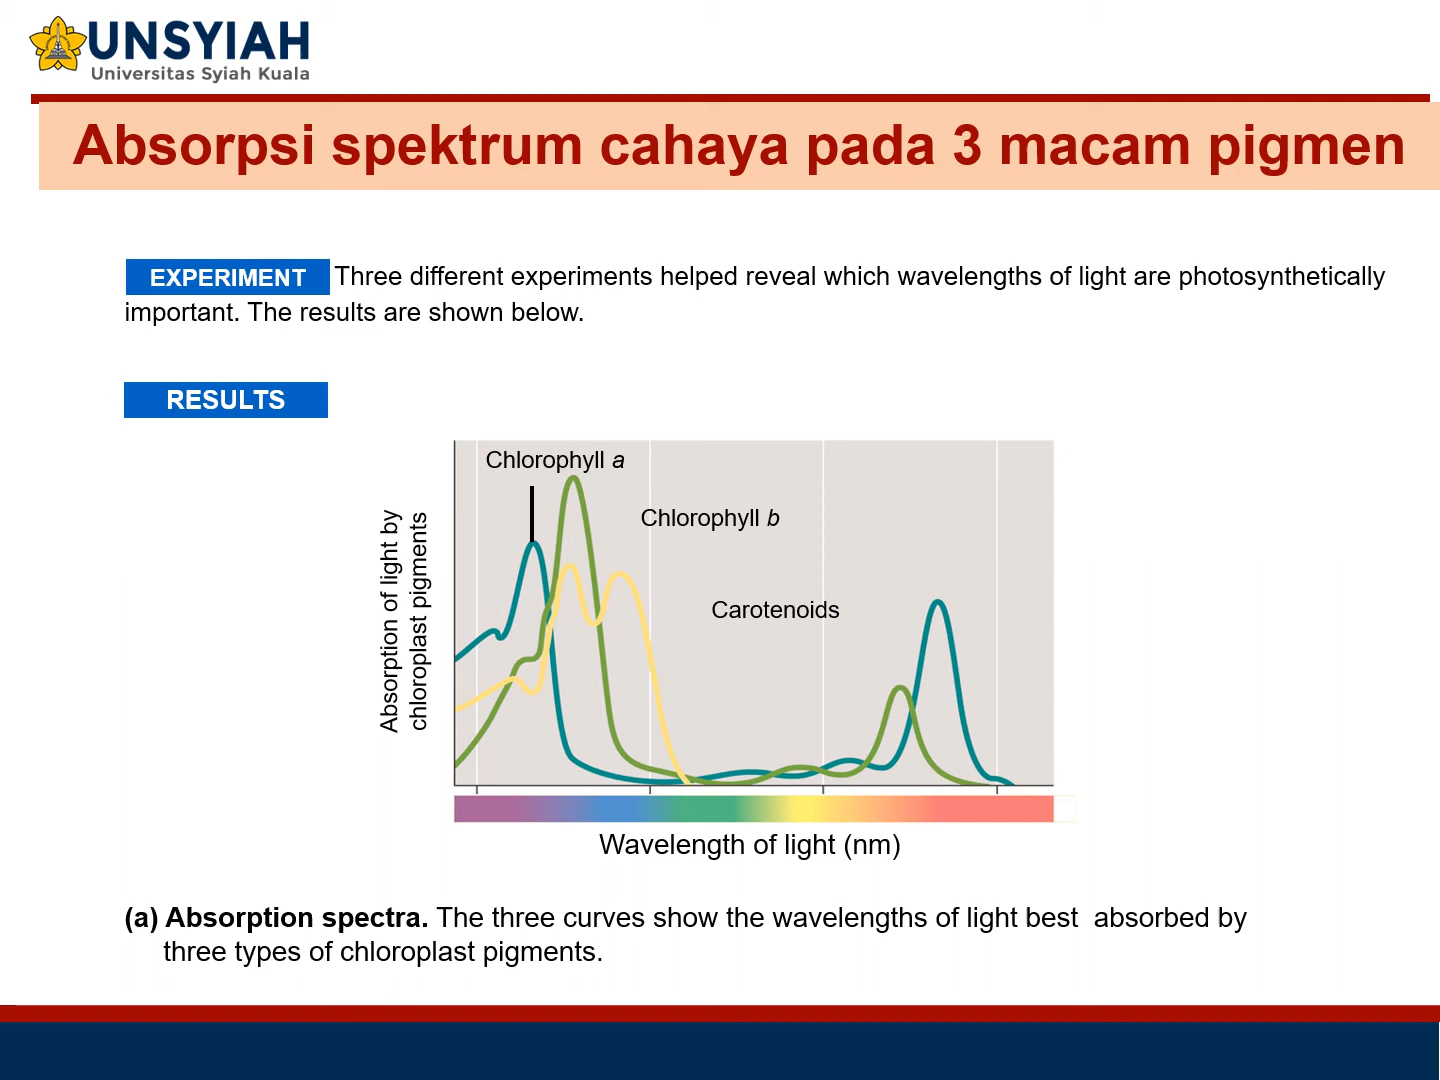 UNSYIAH
Universitas Syiah Kuala
Absorpsi spektrum cahaya pada 3 macam pigmen
EXPERIMENT Three different experiments helped reveal which wavelengths of light are photosynthetically
important. The results are shown below.
RESULTS
Chlorophyll a
Chlorophyll b
Carotenoids
Absorption of light by
chloroplast pigments
Wavelength of light (nm)
(a) Absorption spectra. The three curves show the wavelengths of light best absorbed by
three types of chloroplast pigments.